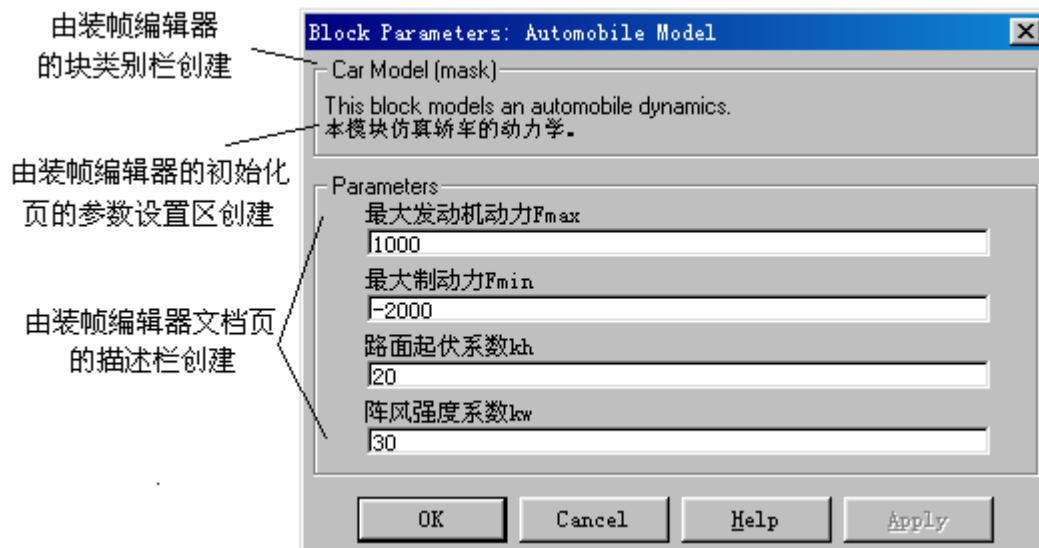 由装帧编辑器
的块类别栏创建
由装帧编辑器的初始化
页的参数设置区创建
由装帧编辑器文档页
的描述栏创建
Block Parameters: Automobile Model
Car Model (mask)
This block models an automobile dynamics.
本模块仿真轿车的动力学。
Parameters
最大发动机动力Fmax
1000
最大制动力Fmin
-2000
路面起伏系数kh
20
阵风强度系数kw
30
OK
Cancel
Help
Apply